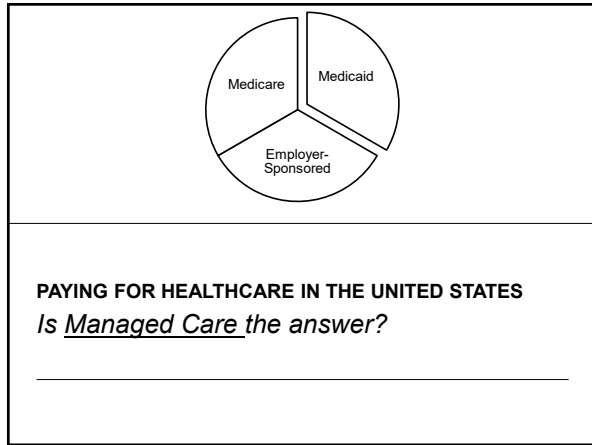 Medicare
Medicaid
Employer-
Sponsored
PAYING FOR HEALTHCARE IN THE UNITED STATES
Is Managed Care the answer?